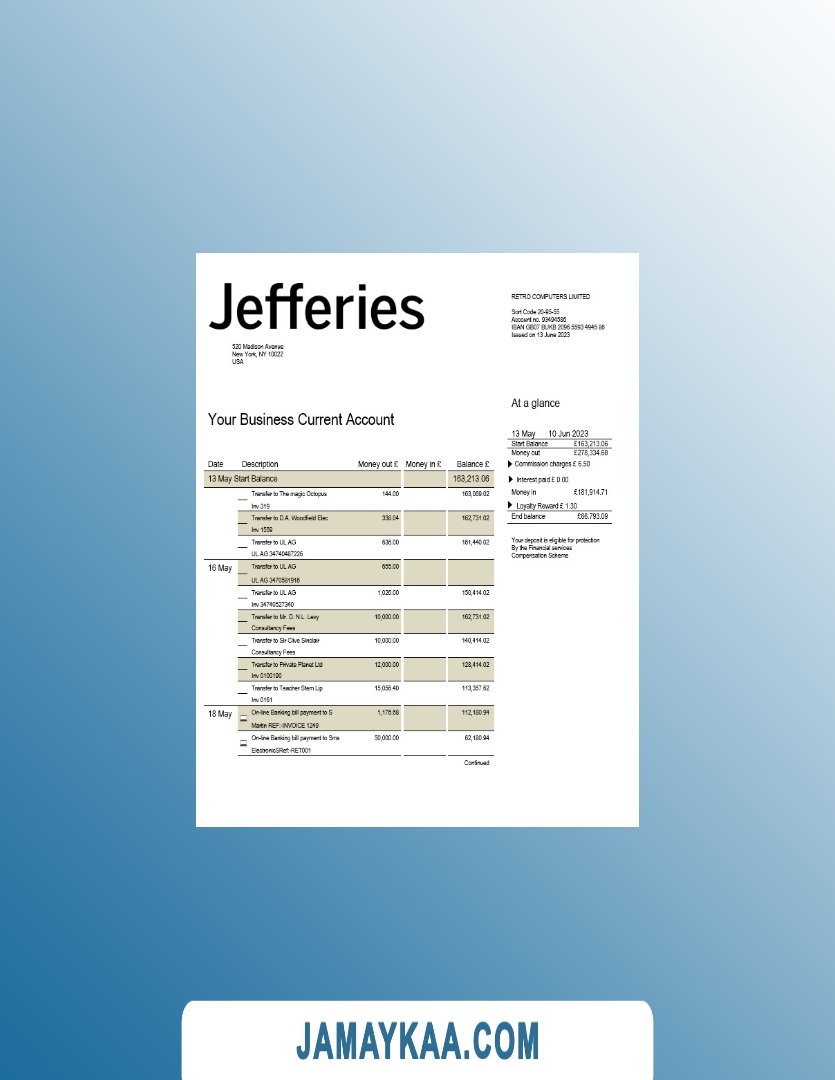 Jefferies
520 Madison Avenue
New York, NY 10022
USA
RETRO COMPUTERS LIMITED
Sort Code 20-95-55
Account no. 93494585
IBAN GB07 BUKB 2096 5593 4945 86
Issued on 13 June 2023
Your Business Current Account
Date Description Money out £ Money in £ Balance £
13 May Start Balance 163,213.06
Transfer to The magic Octopus 144.00 163,069.02
Inv 319
Transfer to D.A. Woodfield Elec 338.04 162,731.02
Inv 1559
Transfer to UL AG 636.00 161,440.02
UL AG 34740487226
16 May Transfer to UL AG 655.00
UL AG 3470591916
Transfer to UL AG 1,026.00 150,414.02
Inv 34740527340
Transfer to Mr. D. N.L. Levy 10,000.00 162,731.02
Consultancy Fees
Transfer to Sir Clive Sinclair 10,000.00 140,414.02
Consultancy Fees
Transfer to Private Planet Ltd 12,000.00 128,414.02
Inv 0100190
Transfer to Teacher Stern Llp 15,056.40 113,357.62
Inv 0161
18 May On-line Banking bill payment to S 1,176.68 112,180.94
Martin REF:-INVOICE 1249
On-line Banking bill payment to Sms 50,000.00 62,180.94
ElectronicSRef:-RET001
Continued
At a glance
13 May 10 Jun 2023
Start Balance £163,213.06
Money out £278,334.68
Commission charges £ 6.50
Interest paid £ 0.00
Money in £181,914.71
Loyalty Reward £ 1.30
End balance £66.793.09
Your deposit is eligible for protection
By the Financial services
Compensation Scheme
JAMAYKAA.COM